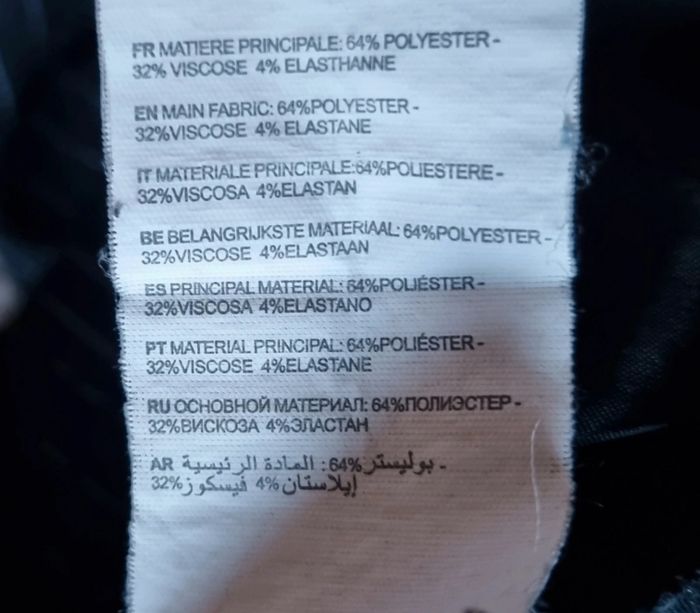 FR MATIERE PRINCIPALE: 64% POLYESTER -
32% VISCOSE 4% ELASTHANNE
EN MAIN FABRIC: 64%POLYESTER -
32%VISCOSE 4% ELASTANE
IT MATERIALE PRINCIPALE:64%POLIESTERE -
32%VISCOSA 4%ELASTAN
BE BELANGRIJKSTE MATERIAAL: 64%POLYESTER -
32%VISCOSE 4%ELASTAAN
ES PRINCIPAL MATERIAL: 64%POLIÉSTER -
32%VISCOSA 4%ELASTANO
PT MATERIAL PRINCIPAL: 64%POLIÉSTER -
32%VISCOSE 4%ELASTANE
RU ОСНОВНОЙ МАТЕРИАЛ: 64%ПОЛИЭСТЕР -
32%ВИСКОЗА 4%ЭЛАСТАН
AR المادة الرئيسية : 64%بوليستر -
32%فيسكوز 4%إيلاستان